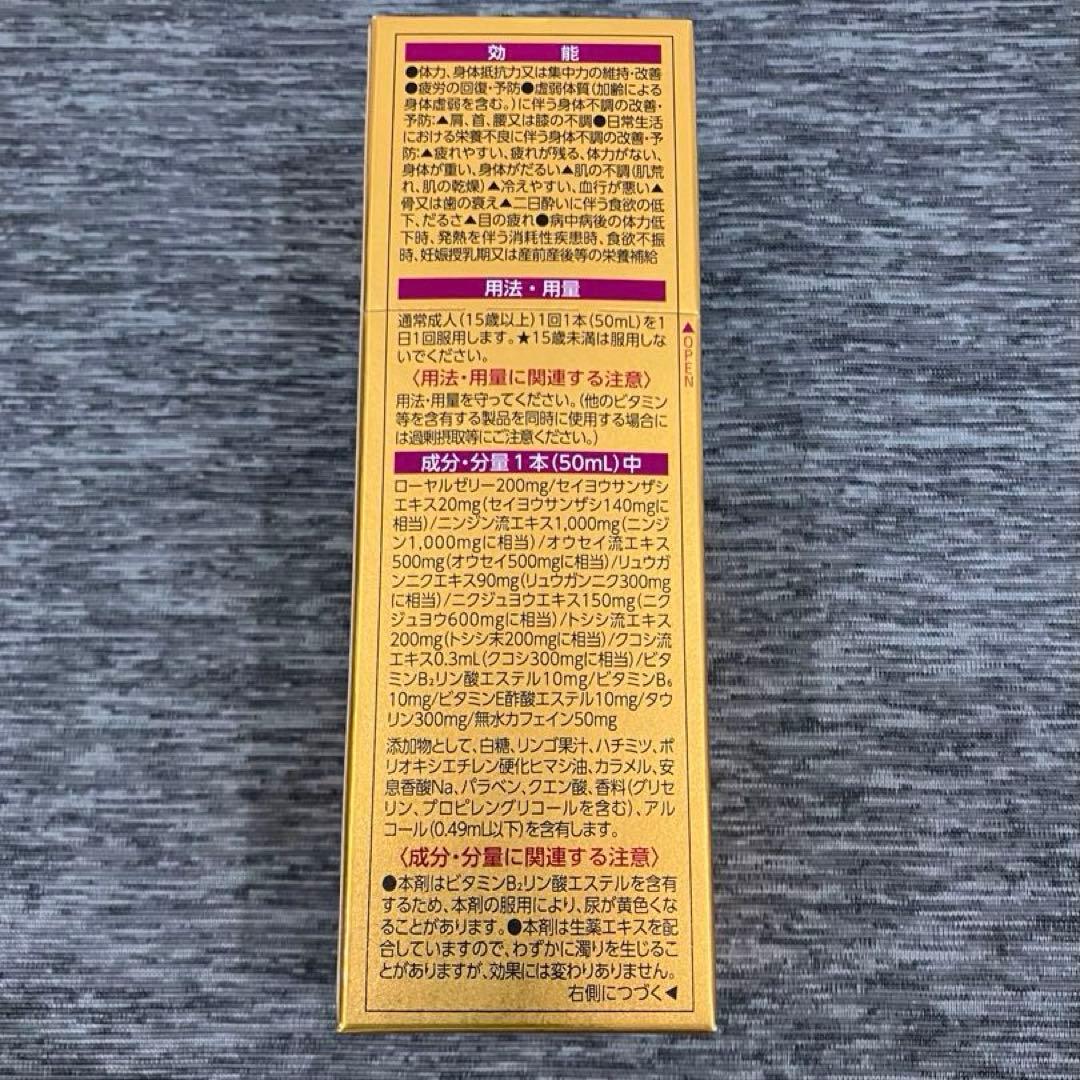 効 能
●体力、身体抵抗力又は集中力の維持・改善
●疲労の回復・予防●虚弱体質(加齢による
身体虚弱を含む。)に伴う身体不調の改善・
予防:▲肩、首、腰又は膝の不調●日常生活
における栄養不良に伴う身体不調の改善・予
防:▲疲れやすい、疲れが残る、体力がない、
身体が重い、身体がだるい▲肌の不調(肌荒
れ、肌の乾燥)▲冷えやすい、血行が悪い▲
骨又は歯の衰え▲二日酔いに伴う食欲の低
下、だるさ▲目の疲れ●病中病後の体力低
下時、発熱を伴う消耗性疾患時、食欲不振
時、妊娠授乳期又は産前産後等の栄養補給
用法・用量
通常成人(15歳以上)1回1本(50mL)を1
日1回服用します。★15歳未満は服用しな
いでください。
▲OPEN
〈用法・用量に関連する注意〉
用法・用量を守ってください。(他のビタミン
等を含有する製品を同時に使用する場合に
は過剰摂取等にご注意ください。)
成分・分量1本(50mL)中
ローヤルゼリー200mg/セイヨウサンザシ
エキス20mg(セイヨウサンザシ140mgに
相当)/ニンジン流エキス1,000mg(ニンジ
ン1,000mgに相当)/オウセイ流エキス
500mg(オウセイ500mgに相当)/リュウガ
ンニクエキス90mg(リュウガンニク300mg
に相当)/ニクジュヨウエキス150mg(ニク
ジュヨウ600mgに相当)/トシシ流エキス
200mg(トシシ末200mgに相当)/クコシ流
エキス0.3mL(クコシ300mgに相当)/ビタ
ミンB₂リン酸エステル10mg/ビタミンB₆
10mg/ビタミンE酢酸エステル10mg/タウ
リン300mg/無水カフェイン50mg
添加物として、白糖、リンゴ果汁、ハチミツ、ポ
リオキシエチレン硬化ヒマシ油、カラメル、安
息香酸Na、パラベン、クエン酸、香料(グリセ
リン、プロピレングリコールを含む)、アル
コール(0.49mL以下)を含有します。
〈成分・分量に関連する注意〉
●本剤はビタミンB₂リン酸エステルを含有
するため、本剤の服用により、尿が黄色くな
ることがあります。●本剤は生薬エキスを配
合していますので、わずかに濁りを生じるこ
とがありますが、効果には変わりありません。
右側につづく◀